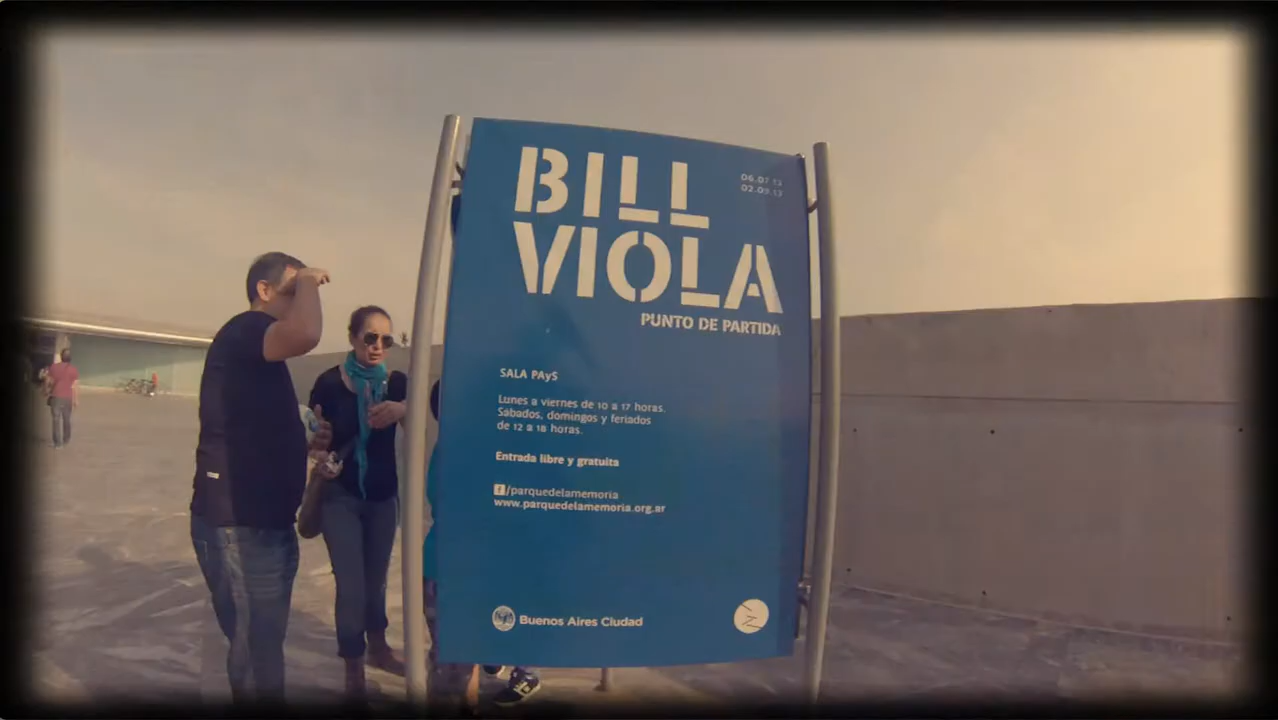 BILL
VIOLA
06.07.13
02.09.13
PUNTO DE PARTIDA
SALA PAyS
Lunes a viernes de 10 a 17 horas.
Sábados, domingos y feriados
de 12 a 18 horas.
Entrada libre y gratuita
f/parquedelamemoria
www.parquedelamemoria.org.ar
Buenos Aires Ciudad